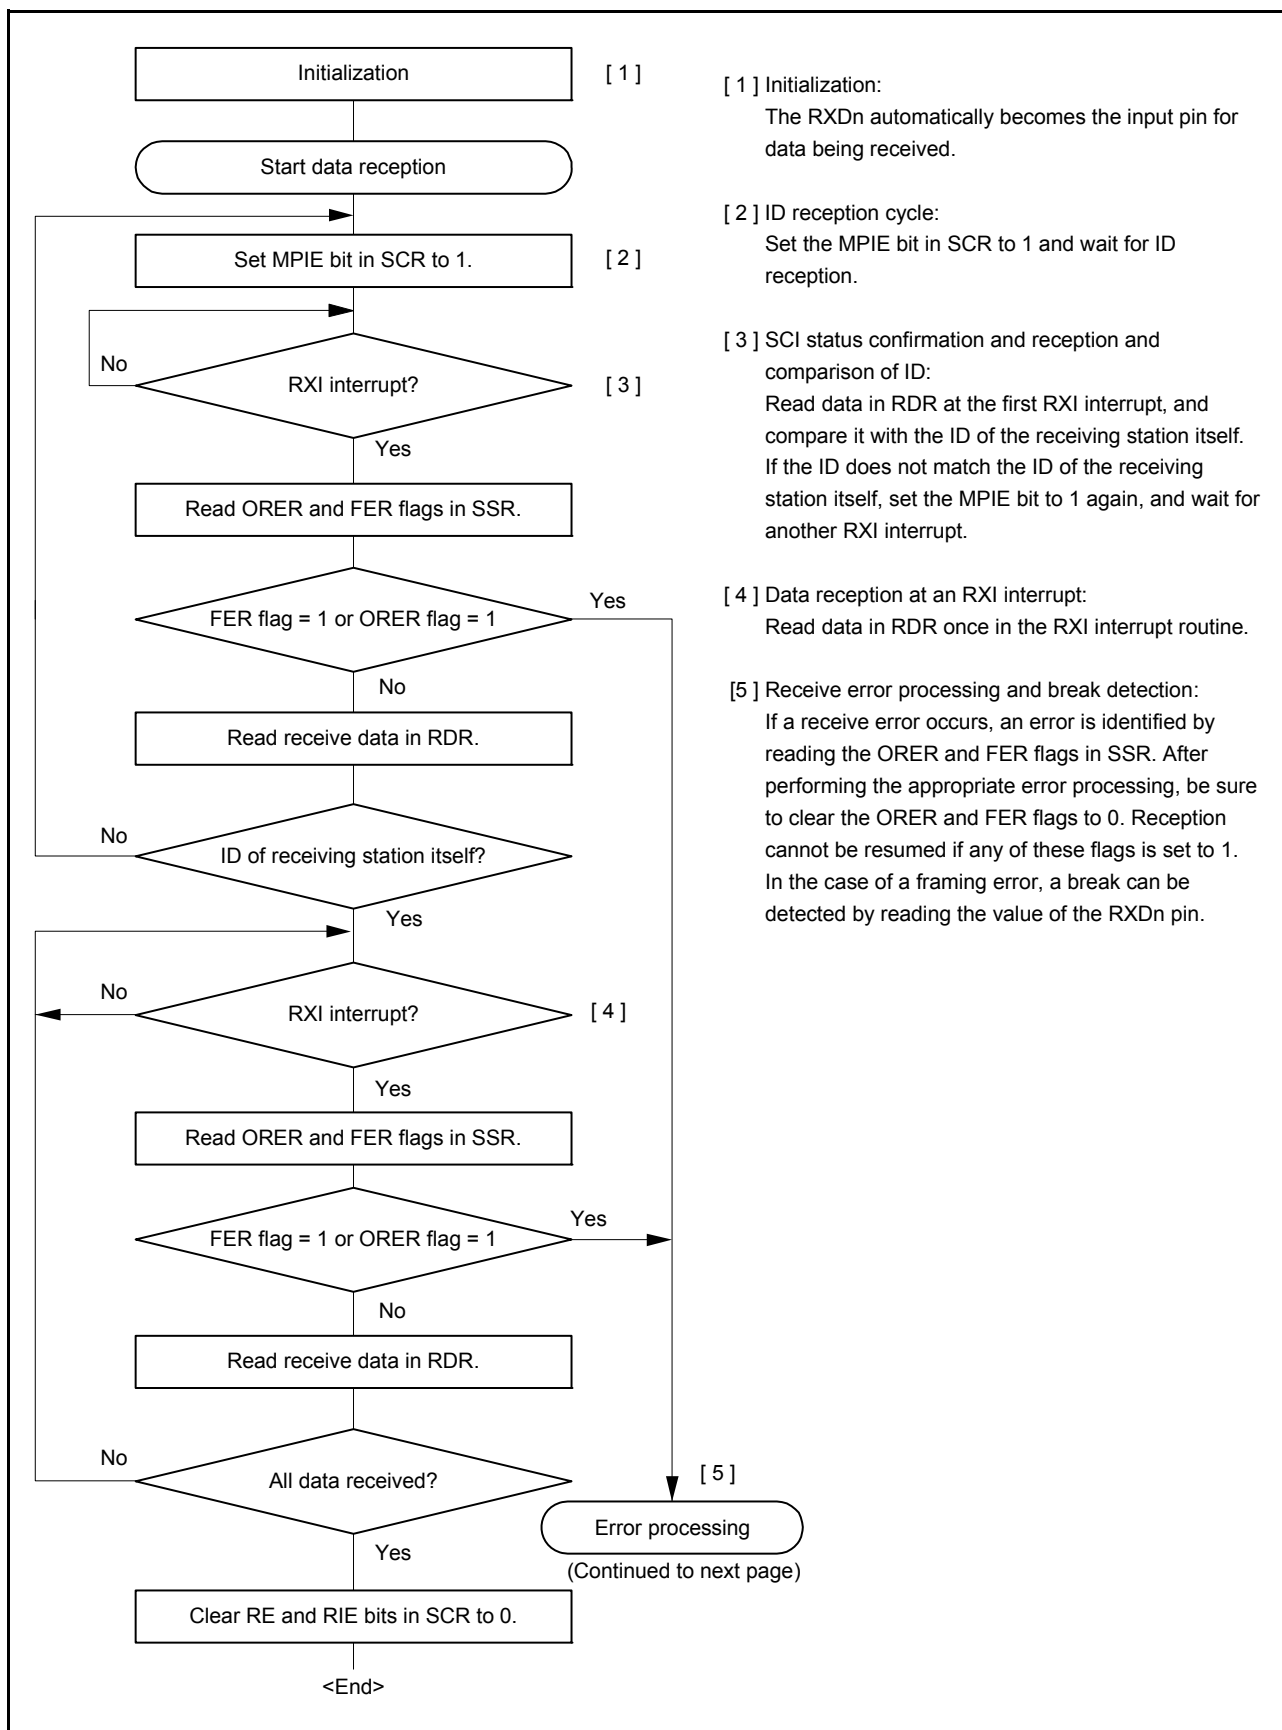 Initialization
[ 1 ]
Start data reception
Set MPIE bit in SCR to 1.
[ 2 ]
No
RXI interrupt?
[ 3 ]
Yes
Read ORER and FER flags in SSR.
FER flag = 1 or ORER flag = 1
Yes
No
Read receive data in RDR.
No
ID of receiving station itself?
Yes
No
RXI interrupt?
[ 4 ]
Yes
Read ORER and FER flags in SSR.
FER flag = 1 or ORER flag = 1
Yes
No
Read receive data in RDR.
No
All data received?
[ 5 ]
Error processing
(Continued to next page)
Yes
Clear RE and RIE bits in SCR to 0.
<End>
[ 1 ] Initialization:
The RXDn automatically becomes the input pin for
data being received.
[ 2 ] ID reception cycle:
Set the MPIE bit in SCR to 1 and wait for ID
reception.
[ 3 ] SCI status confirmation and reception and
comparison of ID:
Read data in RDR at the first RXI interrupt, and
compare it with the ID of the receiving station itself.
If the ID does not match the ID of the receiving
station itself, set the MPIE bit to 1 again, and wait for
another RXI interrupt.
[ 4 ] Data reception at an RXI interrupt:
Read data in RDR once in the RXI interrupt routine.
[5 ] Receive error processing and break detection:
If a receive error occurs, an error is identified by
reading the ORER and FER flags in SSR. After
performing the appropriate error processing, be sure
to clear the ORER and FER flags to 0. Reception
cannot be resumed if any of these flags is set to 1.
In the case of a framing error, a break can be
detected by reading the value of the RXDn pin.